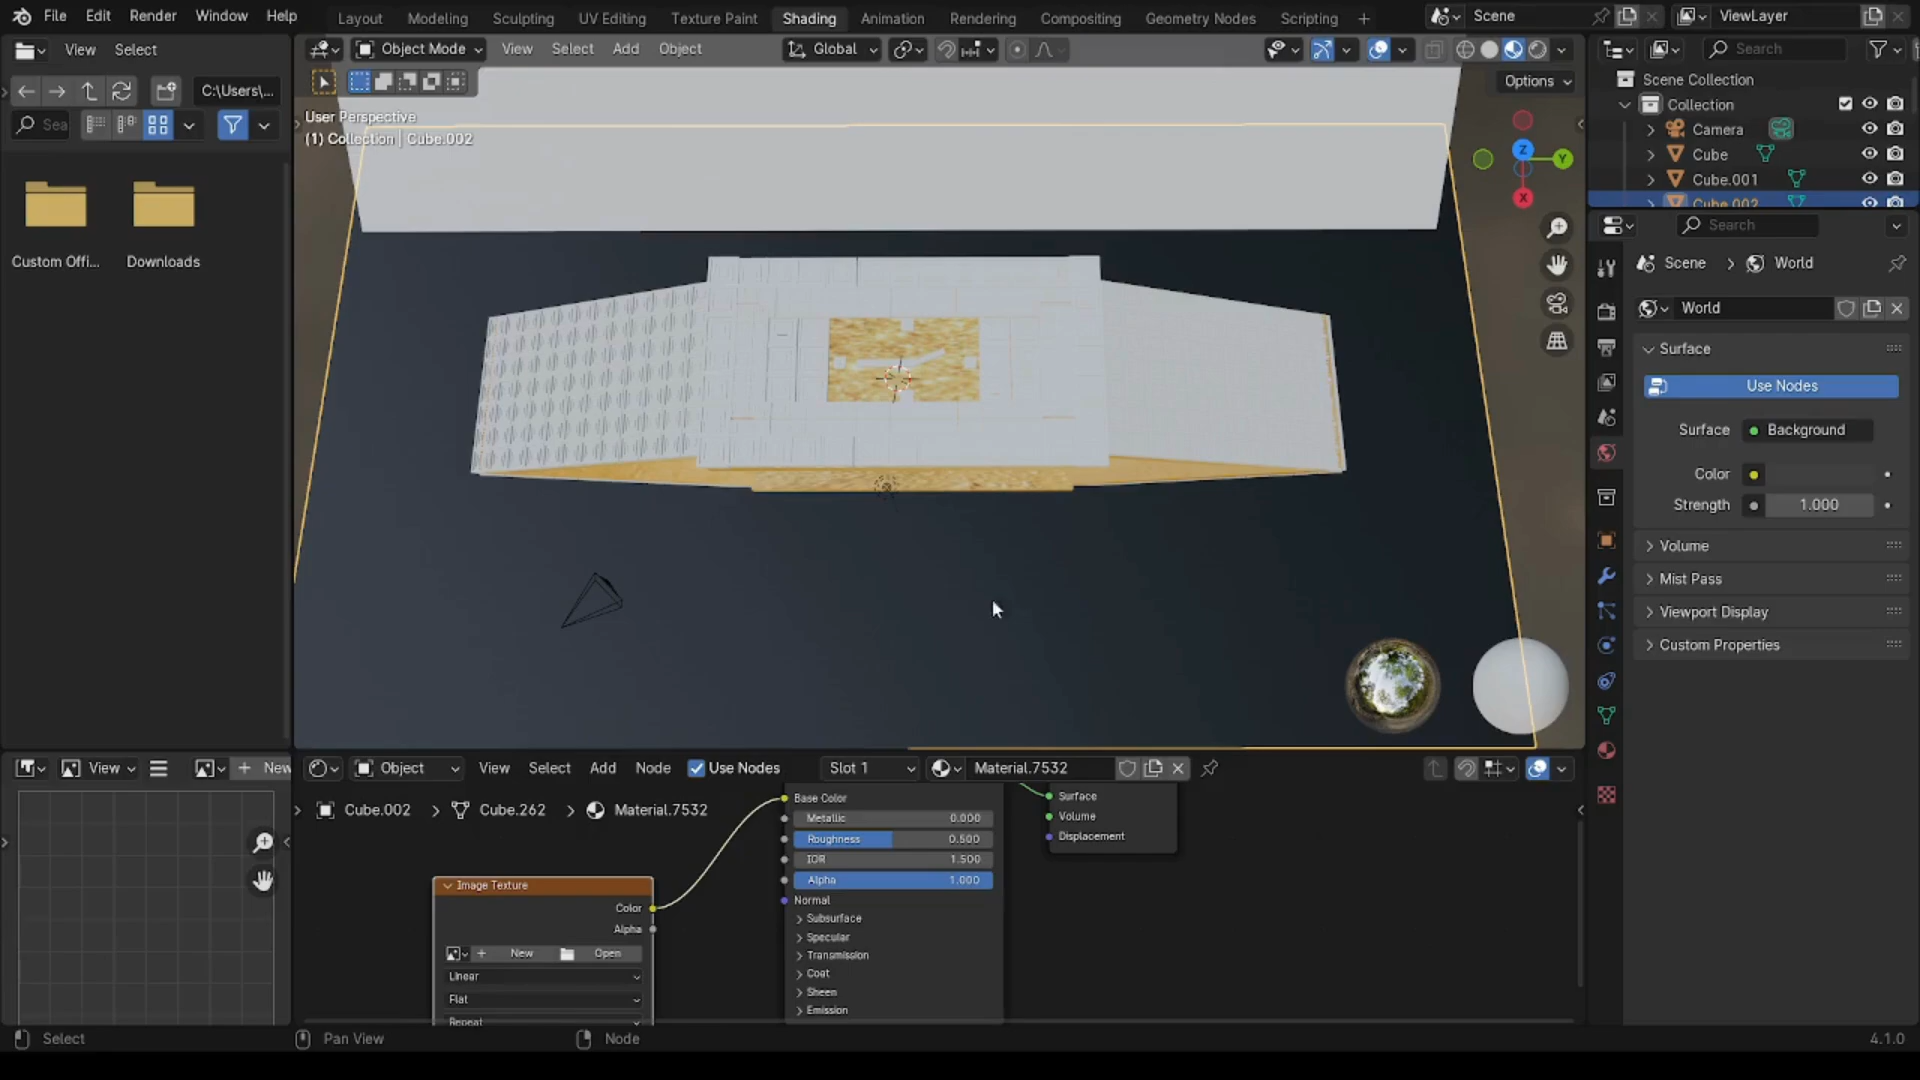 File Edit Render Window Help
Layout Modeling Sculpting UV Editing Texture Paint Shading Animation Rendering Compositing Geometry Nodes Scripting +
Scene
ViewLayer
View Select
Object Mode View Select Add Object
Global
Search
C:\Users\...
Options
Sea
User Perspective
(1) Collection | Cube.002
Custom Offi...
Downloads
Z
Y
X
Scene Collection
Collection
Camera
Cube
Cube.001
Cube.002
Search
Scene > World
World
Surface
Use Nodes
Surface Background
Color
Strength 1.000
Volume
Mist Pass
Viewport Display
Custom Properties
View
+ New
Object View Select Add Node Use Nodes Slot 1 Material.7532
Cube.002 > Cube.262 > Material.7532
Image Texture
Color
Alpha
+ New Open
Linear
Flat
Repeat
Base Color
Metallic 0.000
Roughness 0.500
IOR 1.500
Alpha 1.000
Normal
Subsurface
Specular
Transmission
Coat
Sheen
Emission
Surface
Volume
Displacement
Select
Pan View
Node
4.1.0